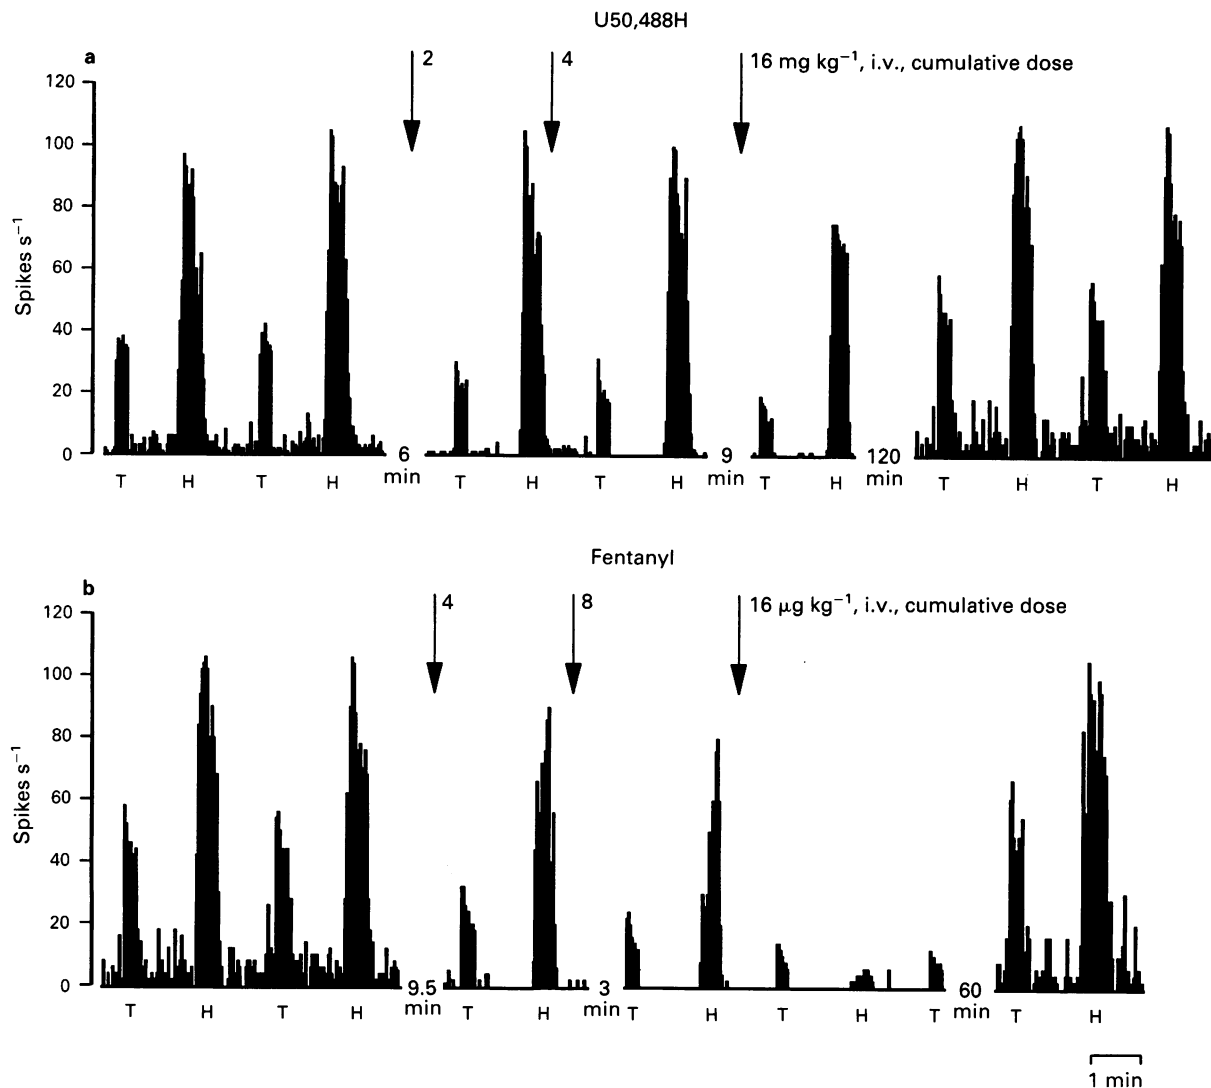 U50,488H
a
2
4
16 mg kg⁻¹, i.v., cumulative dose
120
100
80
60
40
20
0
Spikes s⁻¹
6 min
9 min
120 min
T H T H T H T H T H T H T H
Fentanyl
b
4
8
16 μg kg⁻¹, i.v., cumulative dose
120
100
80
60
40
20
0
Spikes s⁻¹
9.5 min
3 min
60 min
T H T H T H T H T H T T H
1 min